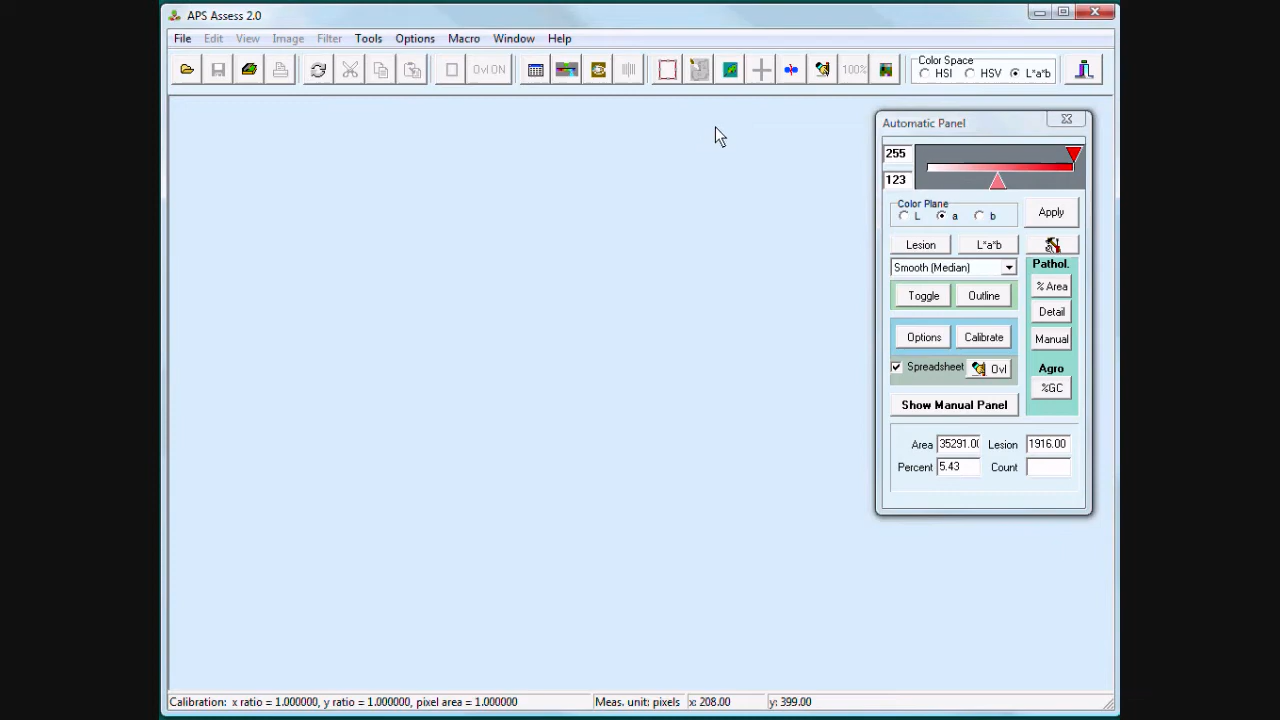 APS Assess 2.0
File Edit View Image Filter Tools Options Macro Window Help
Ovl ON 100%
Color Space
HSI HSV L*a*b
Automatic Panel
255
123
Color Plane
L a b
Apply
Lesion L*a*b
Smooth (Median)
Pathol.
% Area
Toggle Outline
Detail
Options Calibrate
Manual
Spreadsheet Ovl
Agro
%GC
Show Manual Panel
Area 35291.0 Lesion 1916.00
Percent 5.43 Count
Calibration: x ratio = 1.000000, y ratio = 1.000000, pixel area = 1.000000 Meas. unit: pixels x: 208.00 y: 399.00